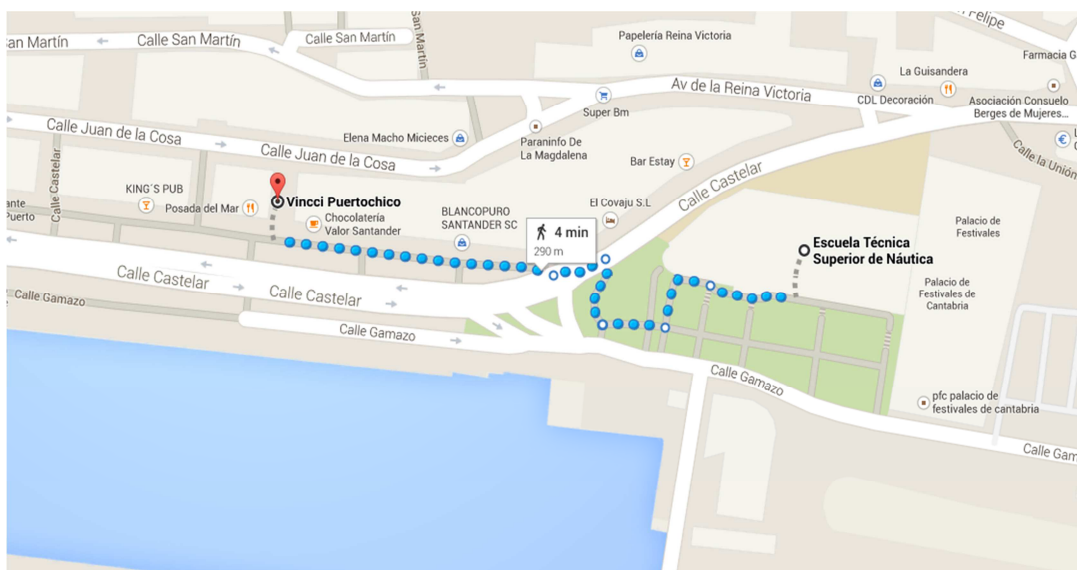 Felipe
an Martín
Calle San Martín
Calle San Martín
San Martín
Papelería Reina Victoria
Farmacia G
La Guisandera
Av de la Reina Victoria
CDL Decoración
Asociación Consuelo
Berges de Mujeres...
Super Bm
Calle Juan de la Cosa
Elena Macho Micieces
Paraninfo De
La Magdalena
Calle Juan de la Cosa
Bar Estay
Calle la Unión
Calle Castelar
KING´S PUB
Posada del Mar
Vincci Puertochico
Chocolatería
Valor Santander
ante
Puerto
BLANCOPURO
SANTANDER SC
El Covaju S.L
Calle Castelar
4 min
290 m
Escuela Técnica
Superior de Náutica
Palacio de
Festivales
Palacio de
Festivales de
Cantabria
Calle Castelar
Calle Castelar
Calle Gamazo
Calle Gamazo
Calle Gamazo
pfc palacio de
festivales de cantabria
Calle Gam